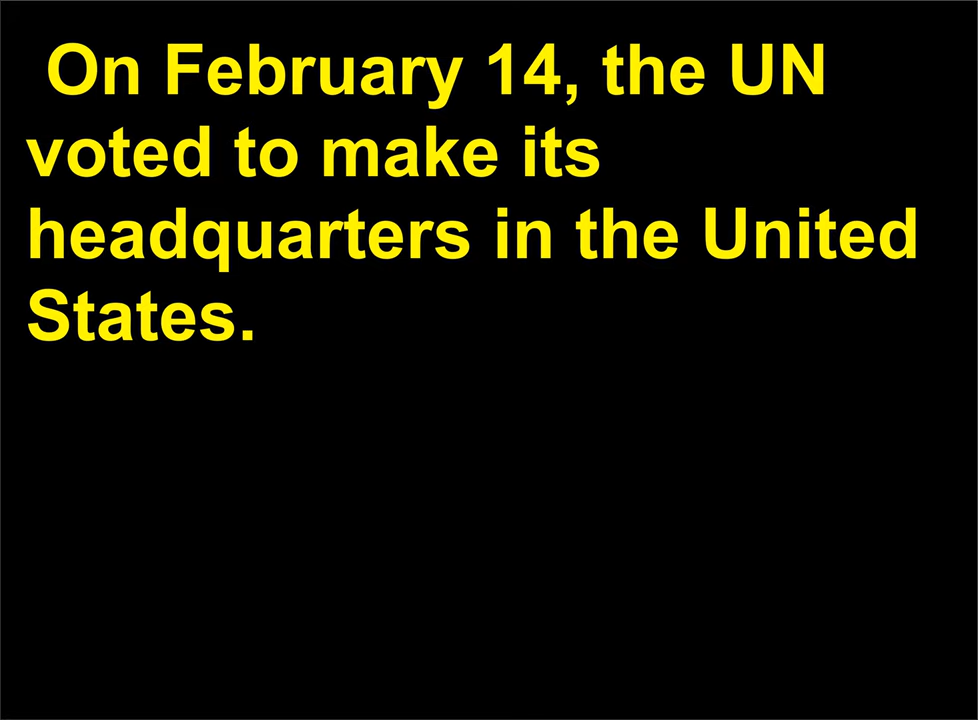 On February 14, the UN
voted to make its
headquarters in the United
States.